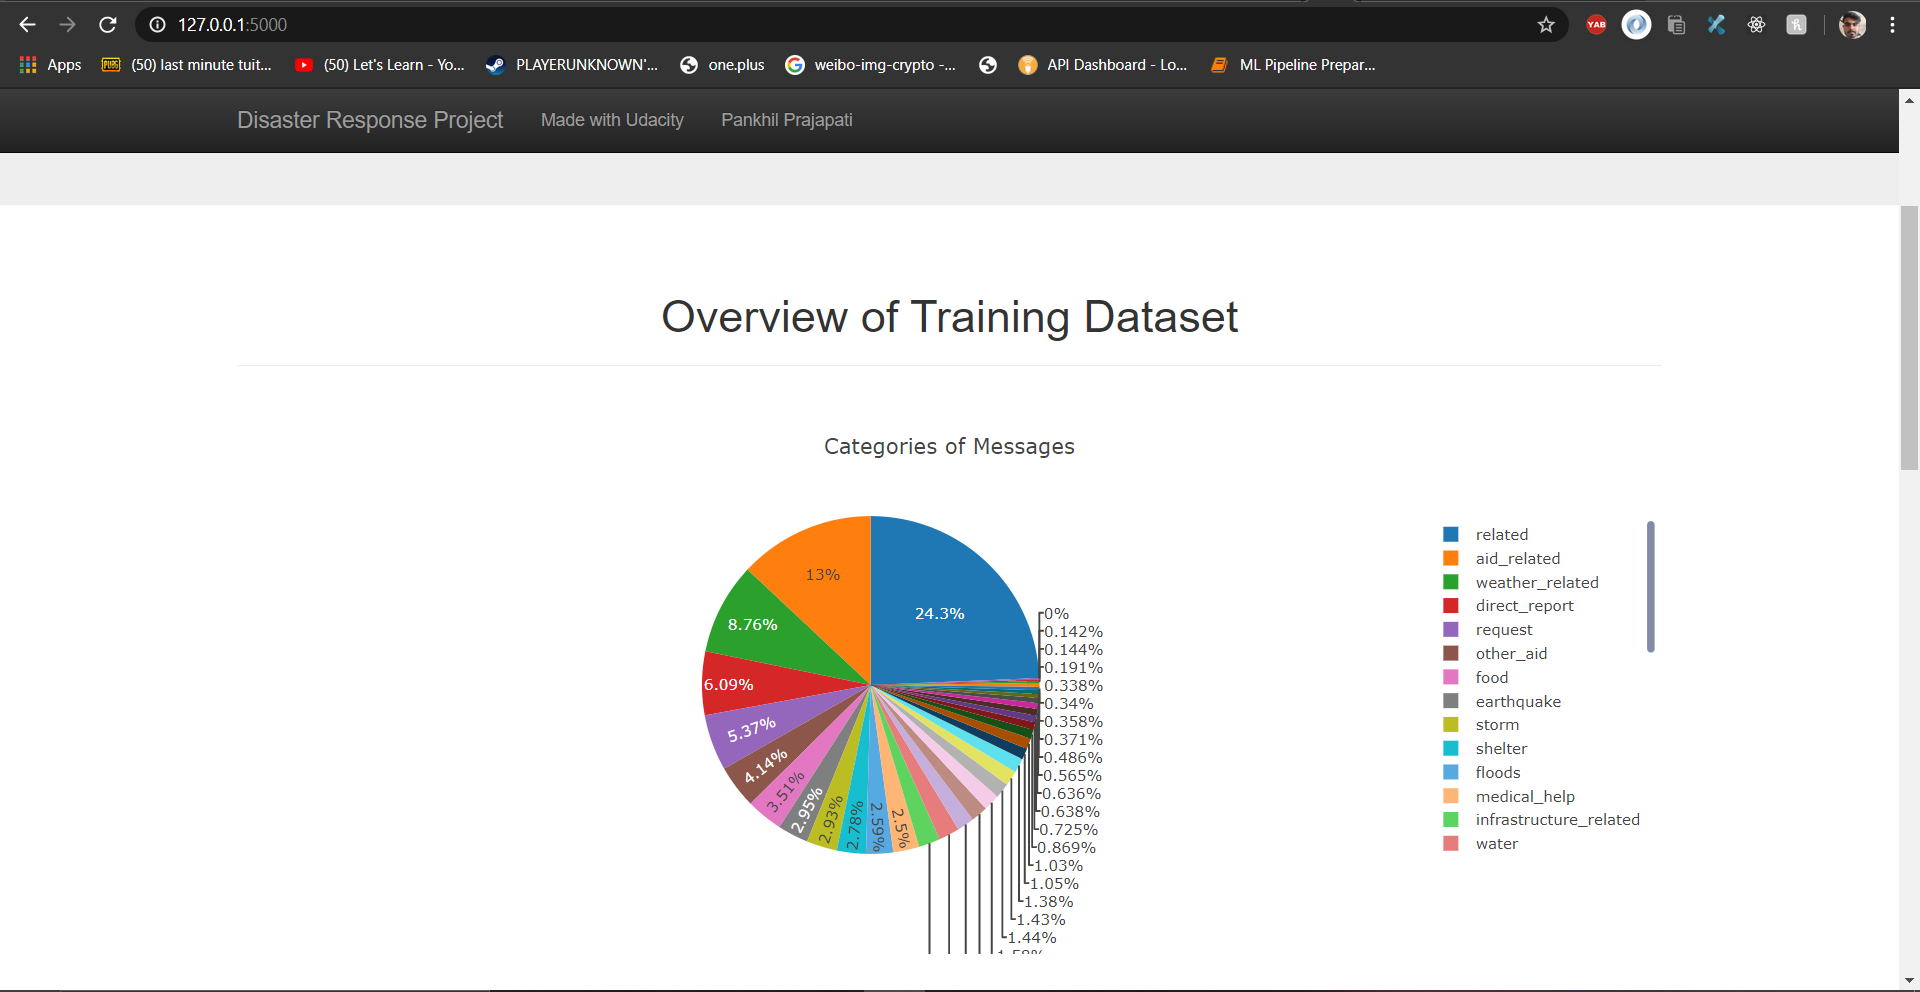 127.0.0.1:5000
YAB
Apps
PUBG
(50) last minute tuit...
(50) Let's Learn - Yo...
PLAYERUNKNOWN'...
one.plus
weibo-img-crypto -...
API Dashboard - Lo...
ML Pipeline Prepar...
Disaster Response Project
Made with Udacity
Pankhil Prajapati
Overview of Training Dataset
Categories of Messages
24.3%
13%
8.76%
6.09%
5.37%
4.14%
3.51%
2.95%
2.93%
2.78%
2.59%
2.5%
0%
0.142%
0.144%
0.191%
0.338%
0.34%
0.358%
0.371%
0.486%
0.565%
0.636%
0.638%
0.725%
0.869%
1.03%
1.05%
1.38%
1.43%
1.44%
related
aid_related
weather_related
direct_report
request
other_aid
food
earthquake
storm
shelter
floods
medical_help
infrastructure_related
water